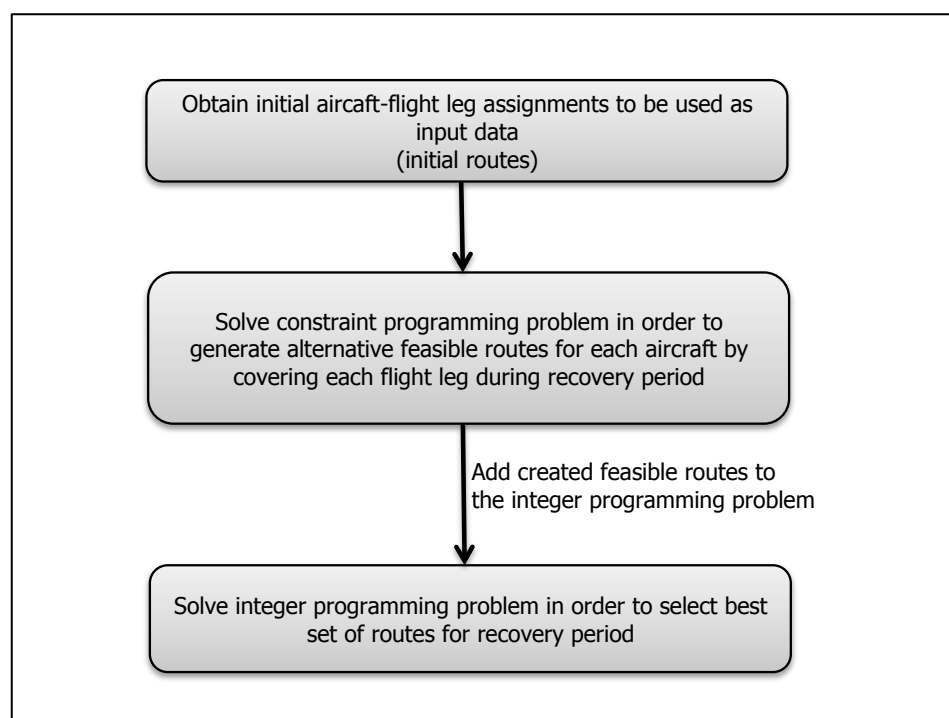 Obtain initial aircaft-flight leg assignments to be used as
input data
(initial routes)
Solve constraint programming problem in order to
generate alternative feasible routes for each aircraft by
covering each flight leg during recovery period
Add created feasible routes to
the integer programming problem
Solve integer programming problem in order to select best
set of routes for recovery period